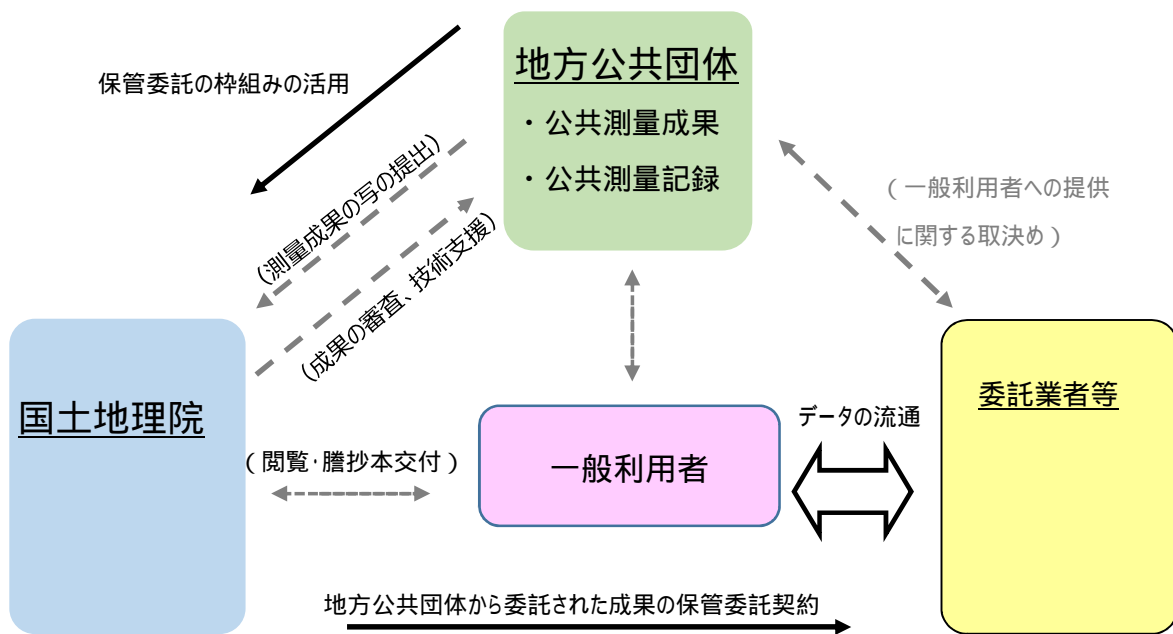 地方公共団体
・公共測量成果
・公共測量記録
保管委託の枠組みの活用
(測量成果の写の提出)
(成果の審査、技術支援)
(一般利用者への提供
に関する取決め)
国土地理院
委託業者等
データの流通
(閲覧・謄抄本交付)
一般利用者
地方公共団体から委託された成果の保管委託契約